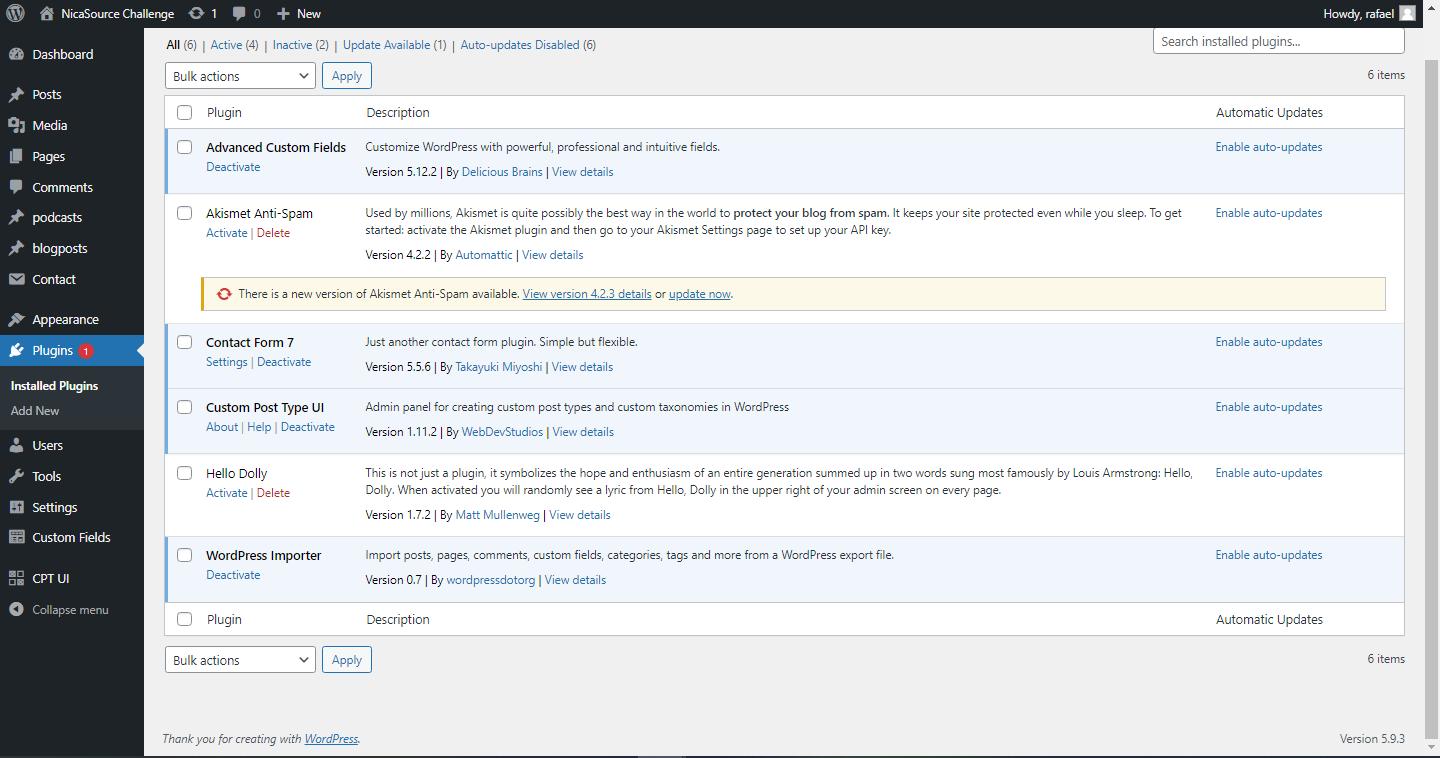 NicaSource Challenge 1 0 New Howdy, rafael
Dashboard
Posts
Media
Pages
Comments
podcasts
blogposts
Contact
Appearance
Plugins 1
Installed Plugins
Add New
Users
Tools
Settings
Custom Fields
CPT UI
Collapse menu
All (6) | Active (4) | Inactive (2) | Update Available (1) | Auto-updates Disabled (6)
Search installed plugins...
Bulk actions Apply 6 items
Plugin Description Automatic Updates
Advanced Custom Fields Customize WordPress with powerful, professional and intuitive fields. Enable auto-updates
Deactivate
Version 5.12.2 | By Delicious Brains | View details
Akismet Anti-Spam Used by millions, Akismet is quite possibly the best way in the world to protect your blog from spam. It keeps your site protected even while you sleep. To get Enable auto-updates
Activate | Delete started: activate the Akismet plugin and then go to your Akismet Settings page to set up your API key.
Version 4.2.2 | By Automattic | View details
There is a new version of Akismet Anti-Spam available. View version 4.2.3 details or update now.
Contact Form 7 Just another contact form plugin. Simple but flexible. Enable auto-updates
Settings | Deactivate
Version 5.5.6 | By Takayuki Miyoshi | View details
Custom Post Type UI Admin panel for creating custom post types and custom taxonomies in WordPress Enable auto-updates
About | Help | Deactivate
Version 1.11.2 | By WebDevStudios | View details
Hello Dolly This is not just a plugin, it symbolizes the hope and enthusiasm of an entire generation summed up in two words sung most famously by Louis Armstrong: Hello, Enable auto-updates
Activate | Delete Dolly. When activated you will randomly see a lyric from Hello, Dolly in the upper right of your admin screen on every page.
Version 1.7.2 | By Matt Mullenweg | View details
WordPress Importer Import posts, pages, comments, custom fields, categories, tags and more from a WordPress export file. Enable auto-updates
Deactivate
Version 0.7 | By wordpressdotorg | View details
Plugin Description Automatic Updates
Bulk actions Apply 6 items
Thank you for creating with WordPress. Version 5.9.3